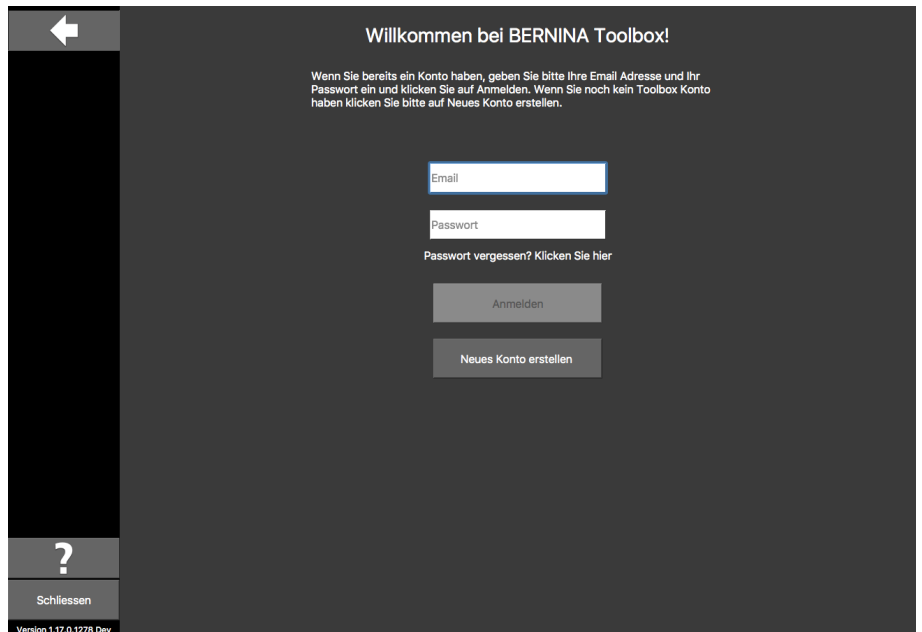 Willkommen bei BERNINA Toolbox!
Wenn Sie bereits ein Konto haben, geben Sie bitte Ihre Email Adresse und Ihr
Passwort ein und klicken Sie auf Anmelden. Wenn Sie noch kein Toolbox Konto
haben klicken Sie bitte auf Neues Konto erstellen.
Email
Passwort
Passwort vergessen? Klicken Sie hier
Anmelden
Neues Konto erstellen
?
Schliessen
Version 1.17.0.1278 Dev